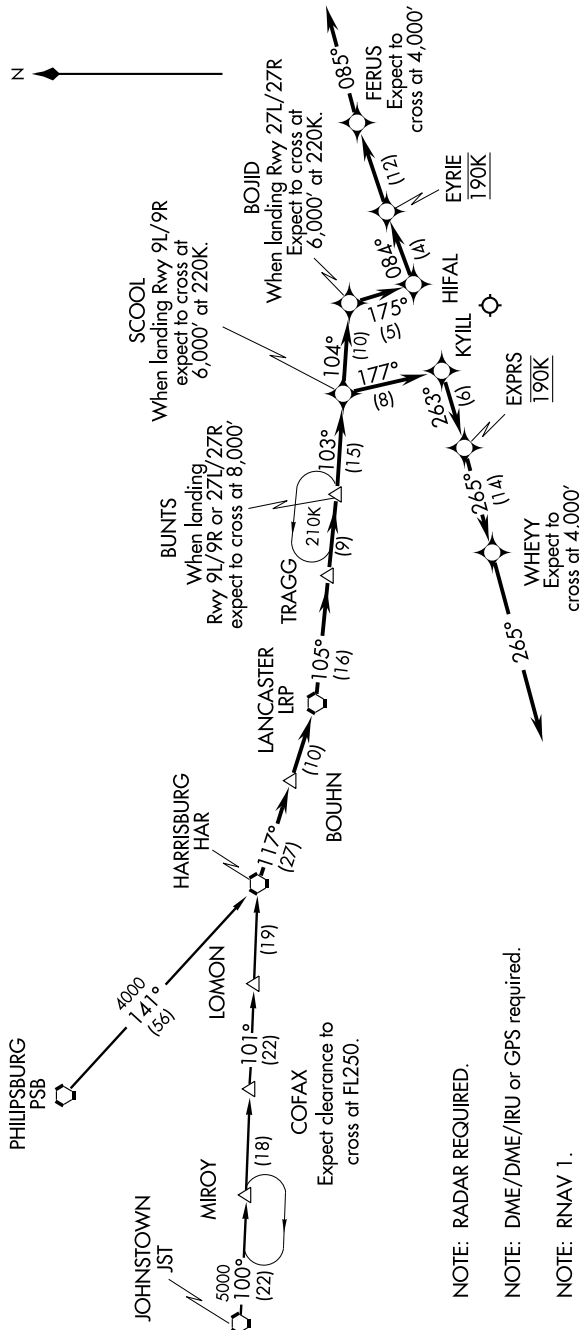 N
PHILIPSBURG
PSB
4000
141°
(56)
JOHNSTOWN
JST
5000
100°
(22)
MIROY
(18)
COFAX
Expect clearance to
cross at FL250.
101°
(22)
LOMON
(19)
HARRISBURG
HAR
117°
(27)
BOUHN
(10)
LANCASTER
LRP
105°
(16)
TRAGG
(9)
210K
BUNTS
When landing
Rwy 9L/9R or 27L/27R
expect to cross at 8,000'
103°
(15)
SCOOL
When landing Rwy 9L/9R
expect to cross at
6,000' at 220K.
104°
(10)
BOJID
When landing Rwy 27L/27R
Expect to cross at
6,000' at 220K.
175°
(5)
HIFAL
084°
(4)
EYRIE
190K
(12)
FERUS
Expect to
cross at 4,000'
085°
177°
(8)
KYILL
263°
(6)
EXPRS
190K
265°
(14)
WHEYY
Expect to
cross at 4.000'
265°
NOTE: RADAR REQUIRED.
NOTE: DME/DME/IRU or GPS required.
NOTE: RNAV 1.